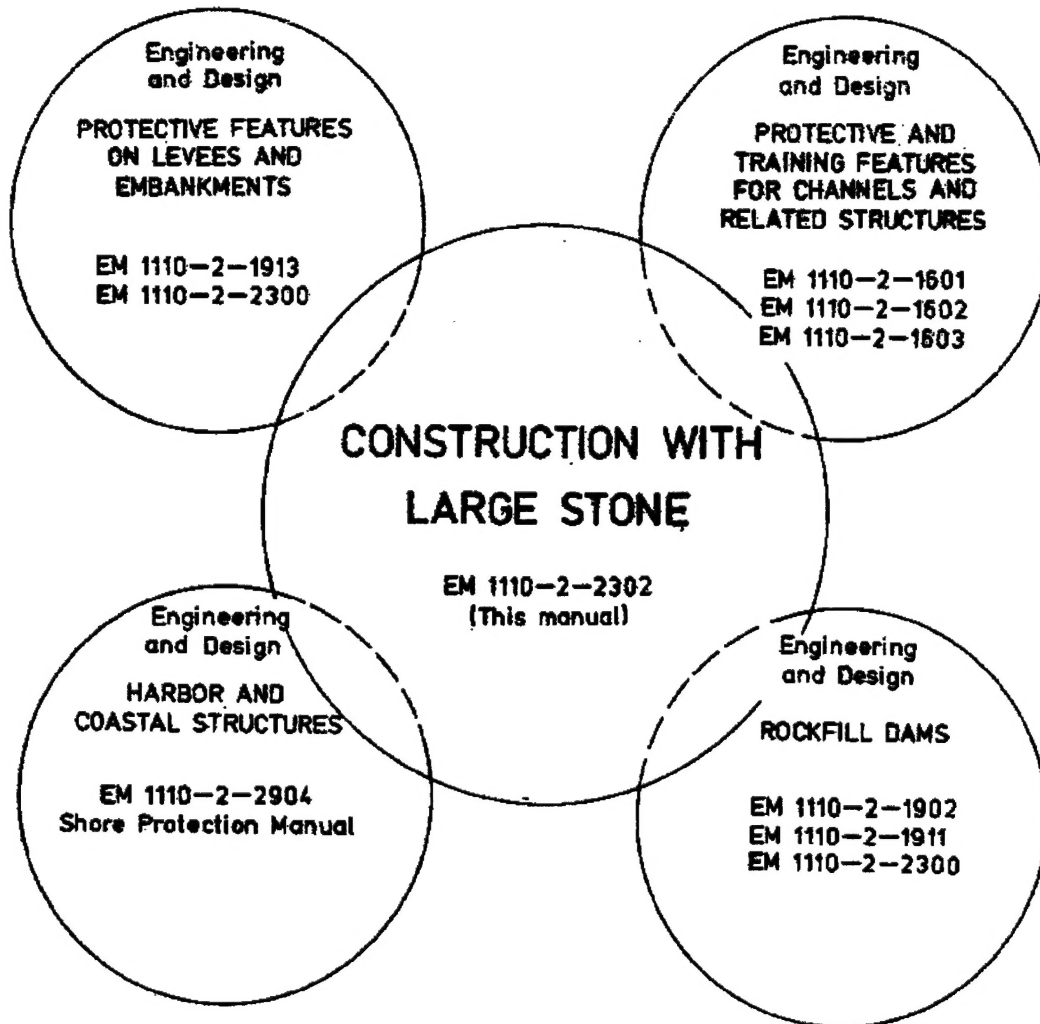 Engineering
and Design
PROTECTIVE FEATURES
ON LEVEES AND
EMBANKMENTS
EM 1110-2-1913
EM 1110-2-2300
Engineering
and Design
PROTECTIVE AND
TRAINING FEATURES
FOR CHANNELS AND
RELATED STRUCTURES
EM 1110-2-1601
EM 1110-2-1602
EM 1110-2-1603
CONSTRUCTION WITH
LARGE STONE
EM 1110-2-2302
(This manual)
Engineering
and Design
HARBOR AND
COASTAL STRUCTURES
EM 1110-2-2904
Shore Protection Manual
Engineering
and Design
ROCKFILL DAMS
EM 1110-2-1902
EM 1110-2-1911
EM 1110-2-2300